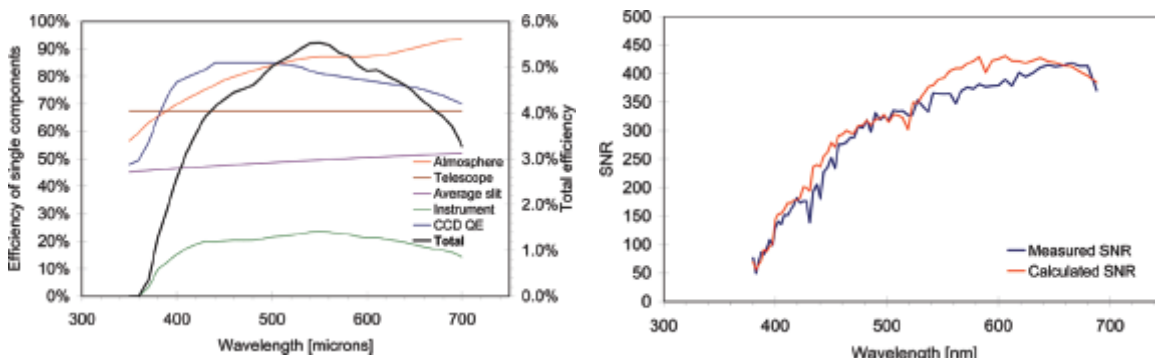 100%
90%
80%
70%
60%
50%
40%
30%
20%
10%
0%
Efficiency of single components
6.0%
5.0%
4.0%
3.0%
2.0%
1.0%
0.0%
Total efficiency
Atmosphere
Telescope
Average slit
Instrument
CCD QE
Total
300 400 500 600 700
Wavelength [microns]
500
450
400
350
300
250
200
150
100
50
0
SNR
Measured SNR
Calculated SNR
300 400 500 600 700
Wavelength [nm]